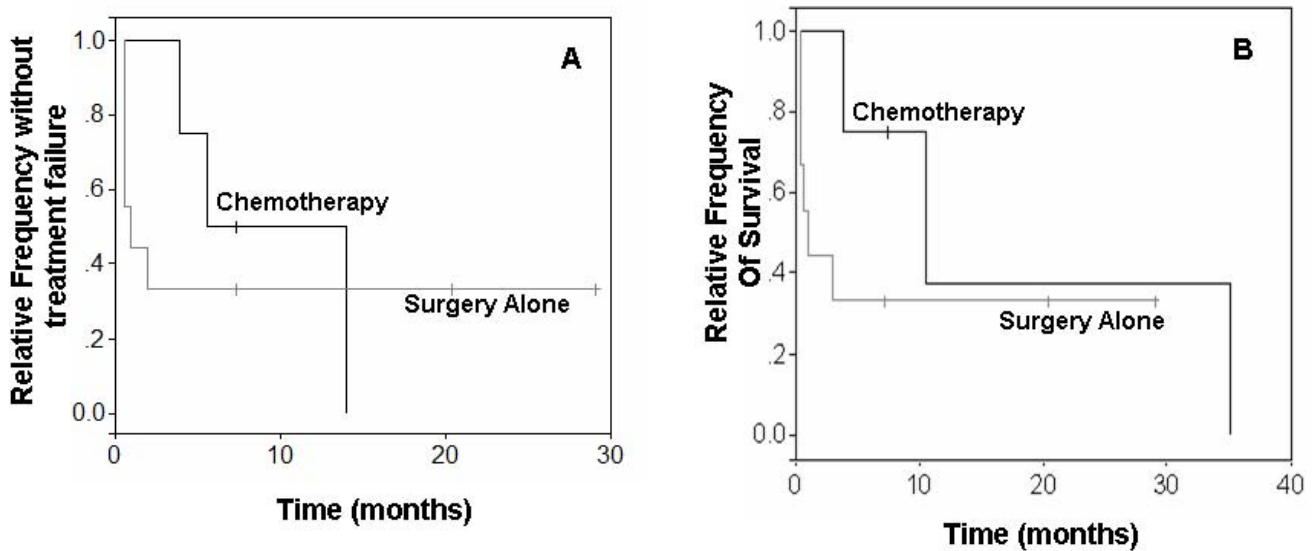 Relative Frequency without
treatment failure
1.0
.8
.6
.4
.2
0.0
A
Chemotherapy
Surgery Alone
0
10
20
30
Time (months)
Relative Frequency
Of Survival
1.0
.8
.6
.4
.2
0.0
B
Chemotherapy
Surgery Alone
0
10
20
30
40
Time (months)